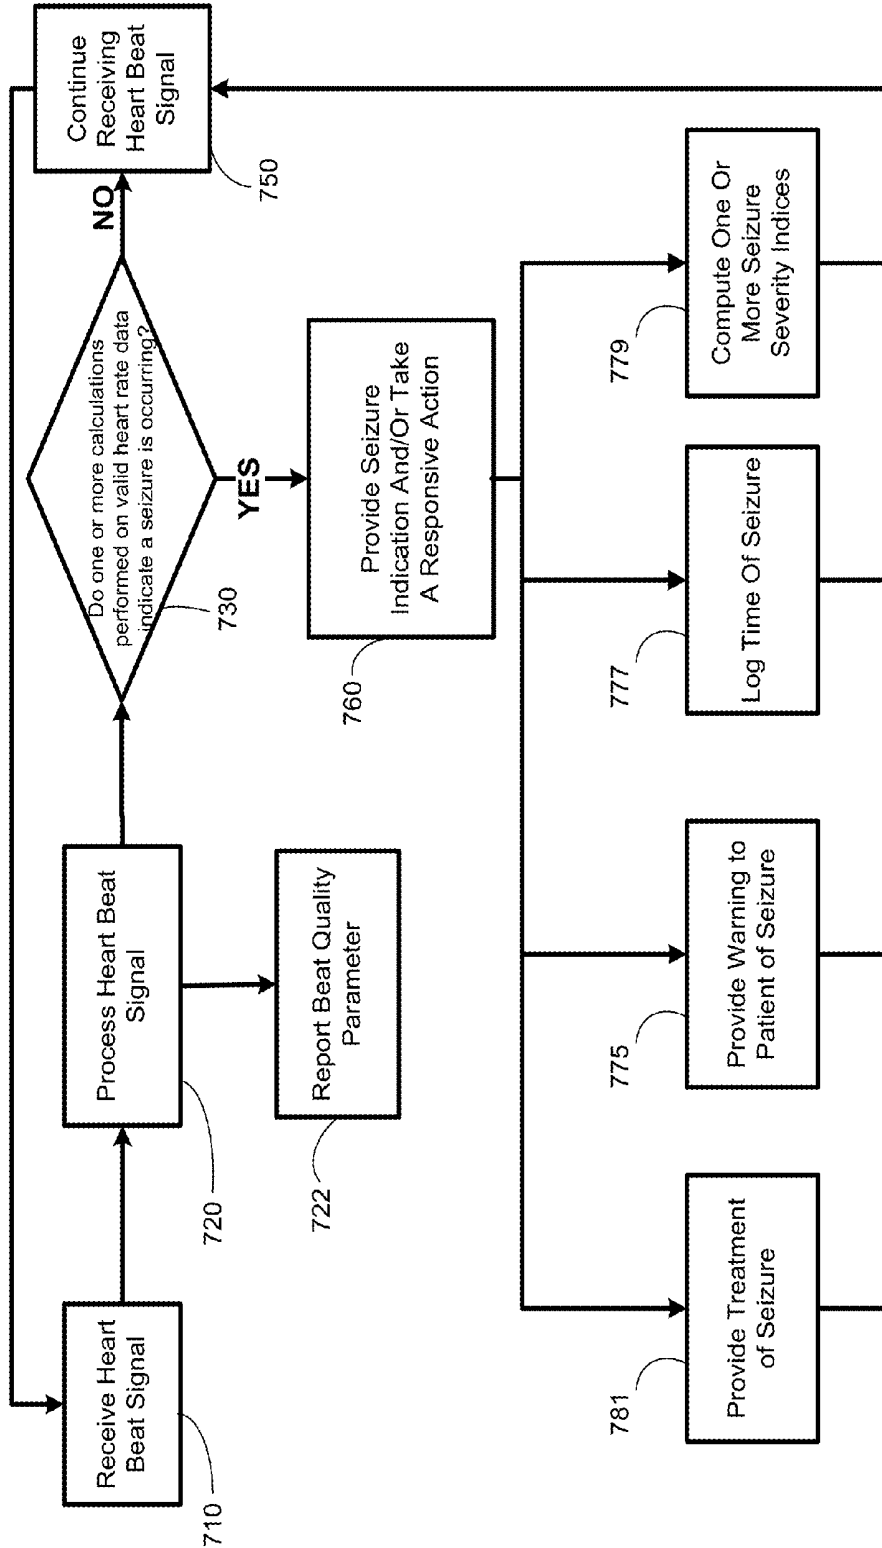 Receive Heart
Beat Signal
710
Process Heart Beat
Signal
720
Report Beat Quality
Parameter
722
Do one or more calculations
performed on valid heart rate data
indicate a seizure is occurring?
730
NO
Continue
Receiving
Heart Beat
Signal
750
YES
Provide Seizure
Indication And/Or Take
A Responsive Action
760
781
Provide Treatment
of Seizure
775
Provide Warning to
Patient of Seizure
777
Log Time Of Seizure
779
Compute One Or
More Seizure
Severity Indices